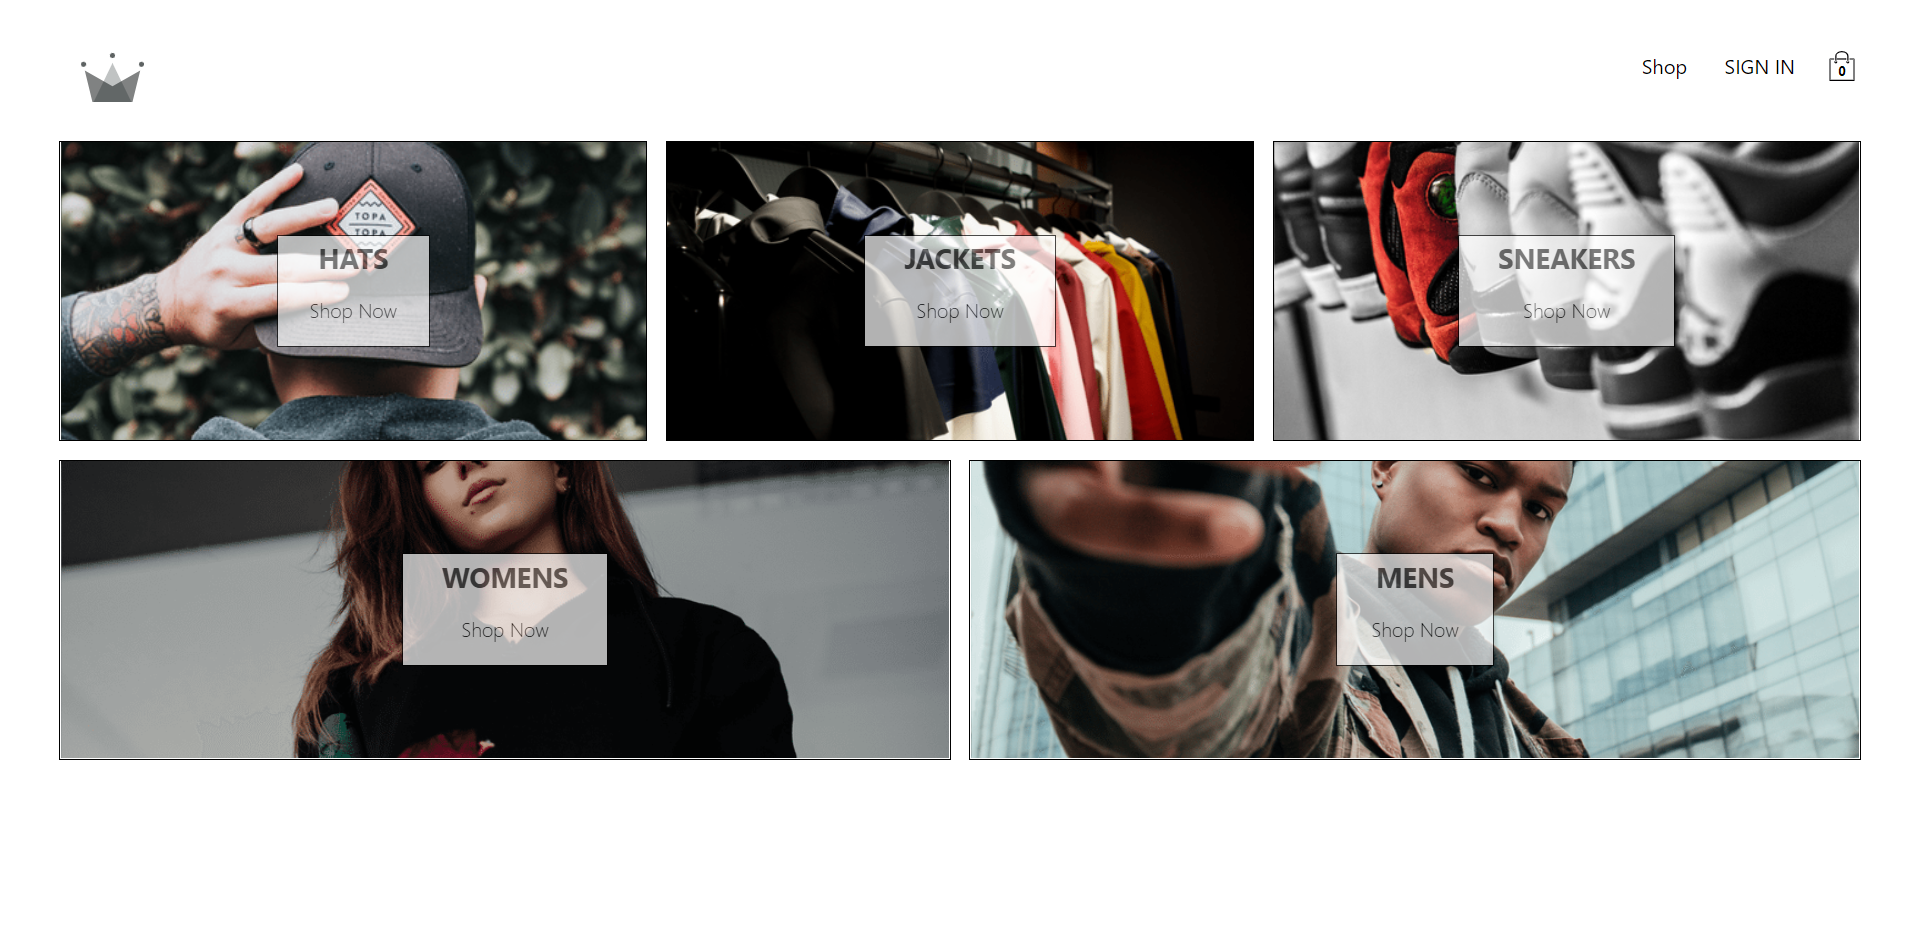 Shop
SIGN IN
0
TOPA
TOPA
HATS
Shop Now
JACKETS
Shop Now
SNEAKERS
Shop Now
WOMENS
Shop Now
MENS
Shop Now